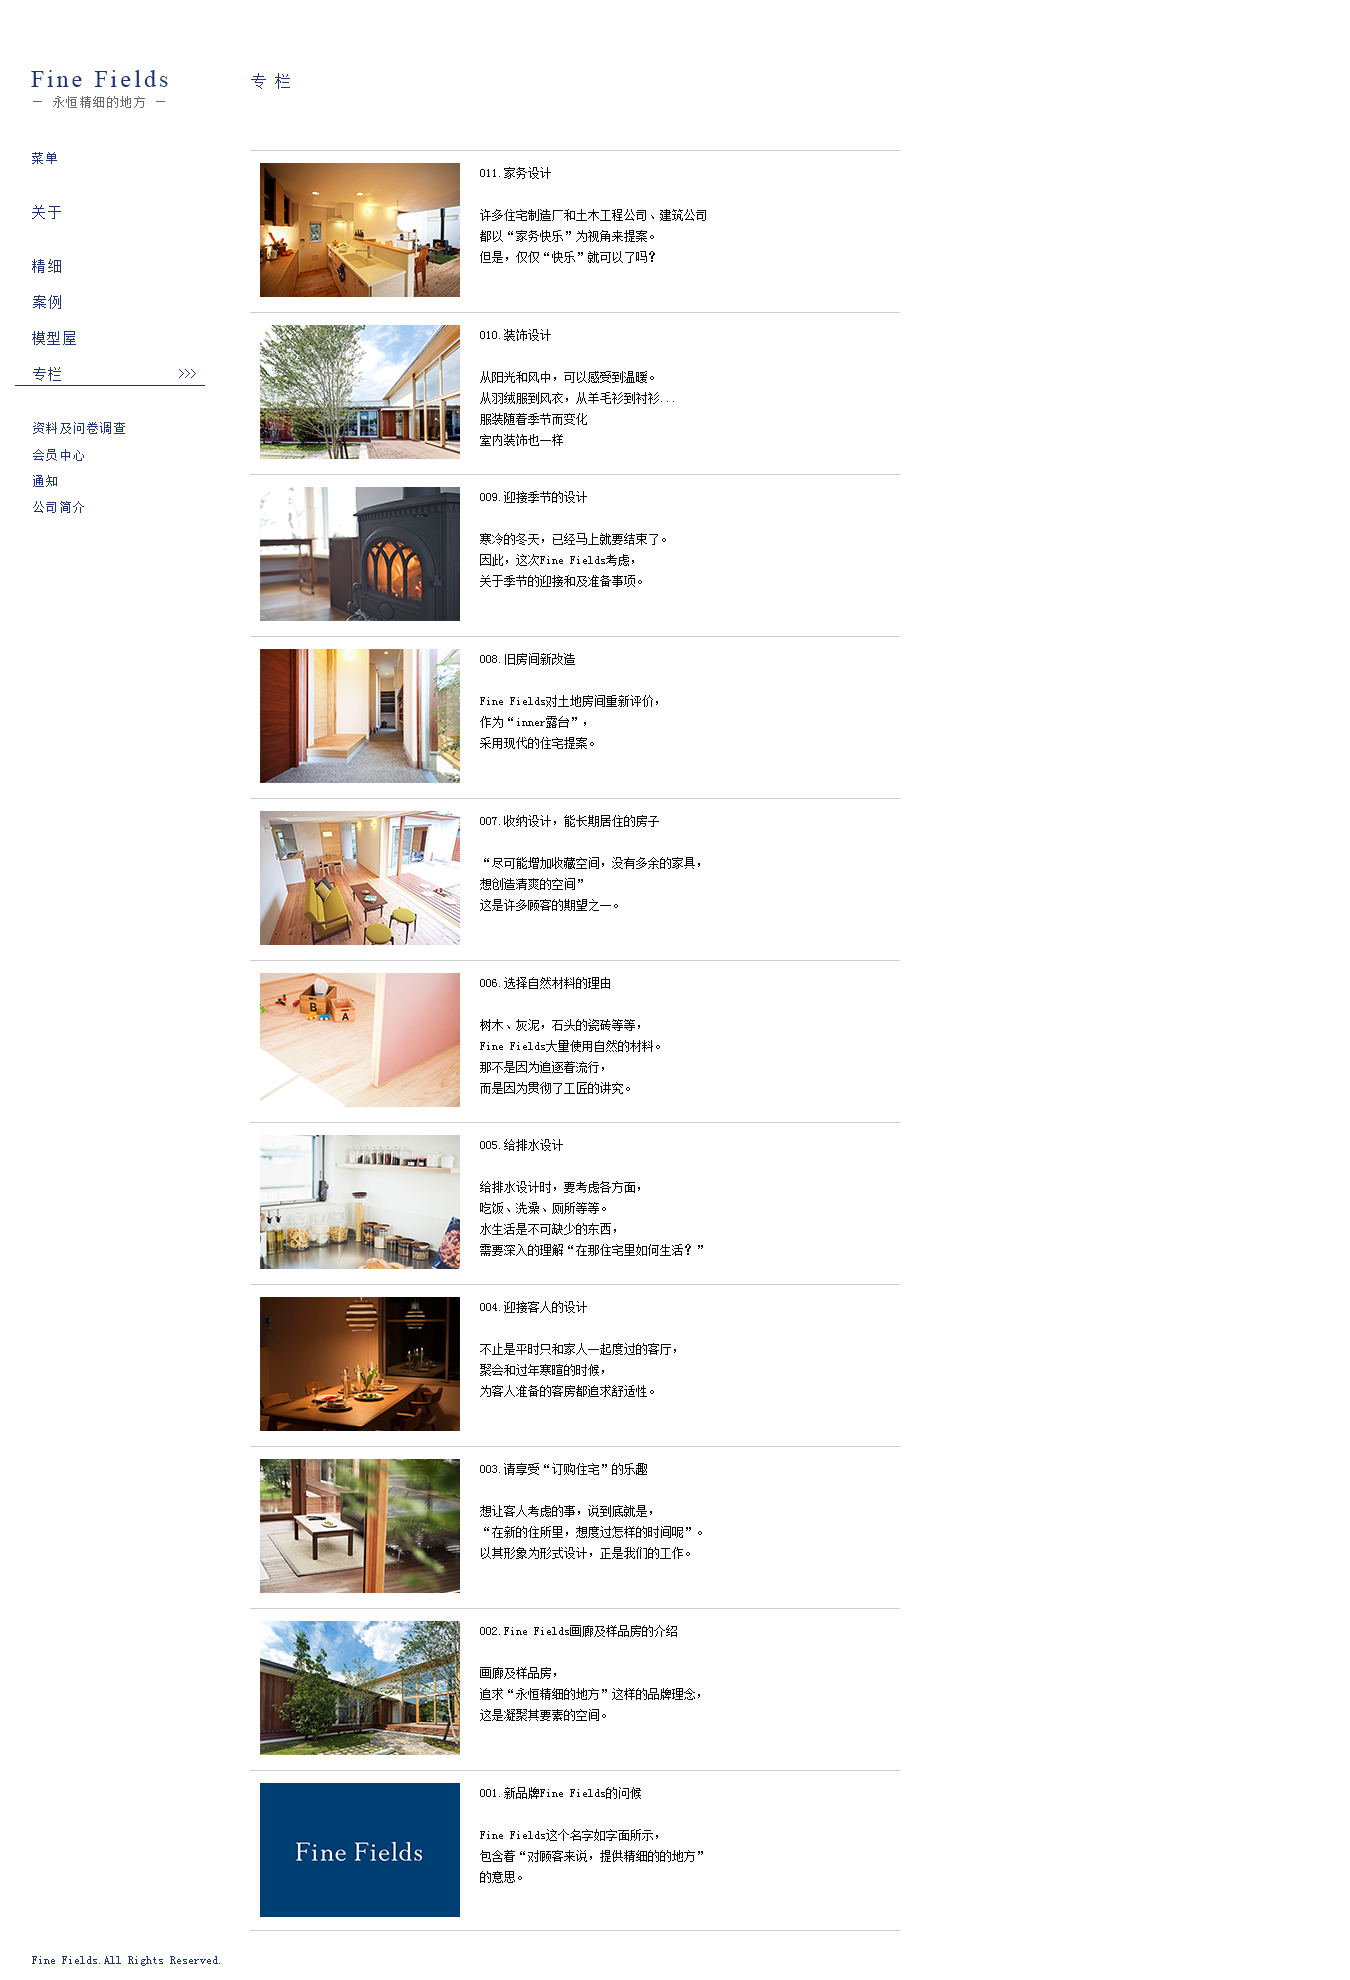 Fine Fields
－ 永恒精细的地方 －
菜单
关于
精细
案例
模型屋
专栏 >>>
资料及问卷调查
会员中心
通知
公司简介
专 栏
011.家务设计
许多住宅制造厂和土木工程公司、建筑公司
都以“家务快乐”为视角来提案。
但是，仅仅“快乐”就可以了吗？
010.装饰设计
从阳光和风中，可以感受到温暖。
从羽绒服到风衣，从羊毛衫到衬衫...
服装随着季节而变化
室内装饰也一样
009.迎接季节的设计
寒冷的冬天，已经马上就要结束了。
因此，这次Fine Fields考虑，
关于季节的迎接和及准备事项。
008.旧房间新改造
Fine Fields对土地房间重新评价，
作为“inner露台”，
采用现代的住宅提案。
007.收纳设计，能长期居住的房子
“尽可能增加收藏空间，没有多余的家具，
想创造清爽的空间”
这是许多顾客的期望之一。
006.选择自然材料的理由
树木、灰泥，石头的瓷砖等等，
Fine Fields大量使用自然的材料。
那不是因为追逐着流行，
而是因为贯彻了工匠的讲究。
005.给排水设计
给排水设计时，要考虑各方面，
吃饭、洗澡、厕所等等。
水生活是不可缺少的东西，
需要深入的理解“在那住宅里如何生活？”
004.迎接客人的设计
不止是平时只和家人一起度过的客厅，
聚会和过年寒暄的时候，
为客人准备的客房都追求舒适性。
003.请享受“订购住宅”的乐趣
想让客人考虑的事，说到底就是，
“在新的住所里，想度过怎样的时间呢”。
以其形象为形式设计，正是我们的工作。
002.Fine Fields画廊及样品房的介绍
画廊及样品房，
追求“永恒精细的地方”这样的品牌理念，
这是凝聚其要素的空间。
Fine Fields
001.新品牌Fine Fields的问候
Fine Fields这个名字如字面所示，
包含着“对顾客来说，提供精细的的地方”
的意思。
Fine Fields.All Rights Reserved.